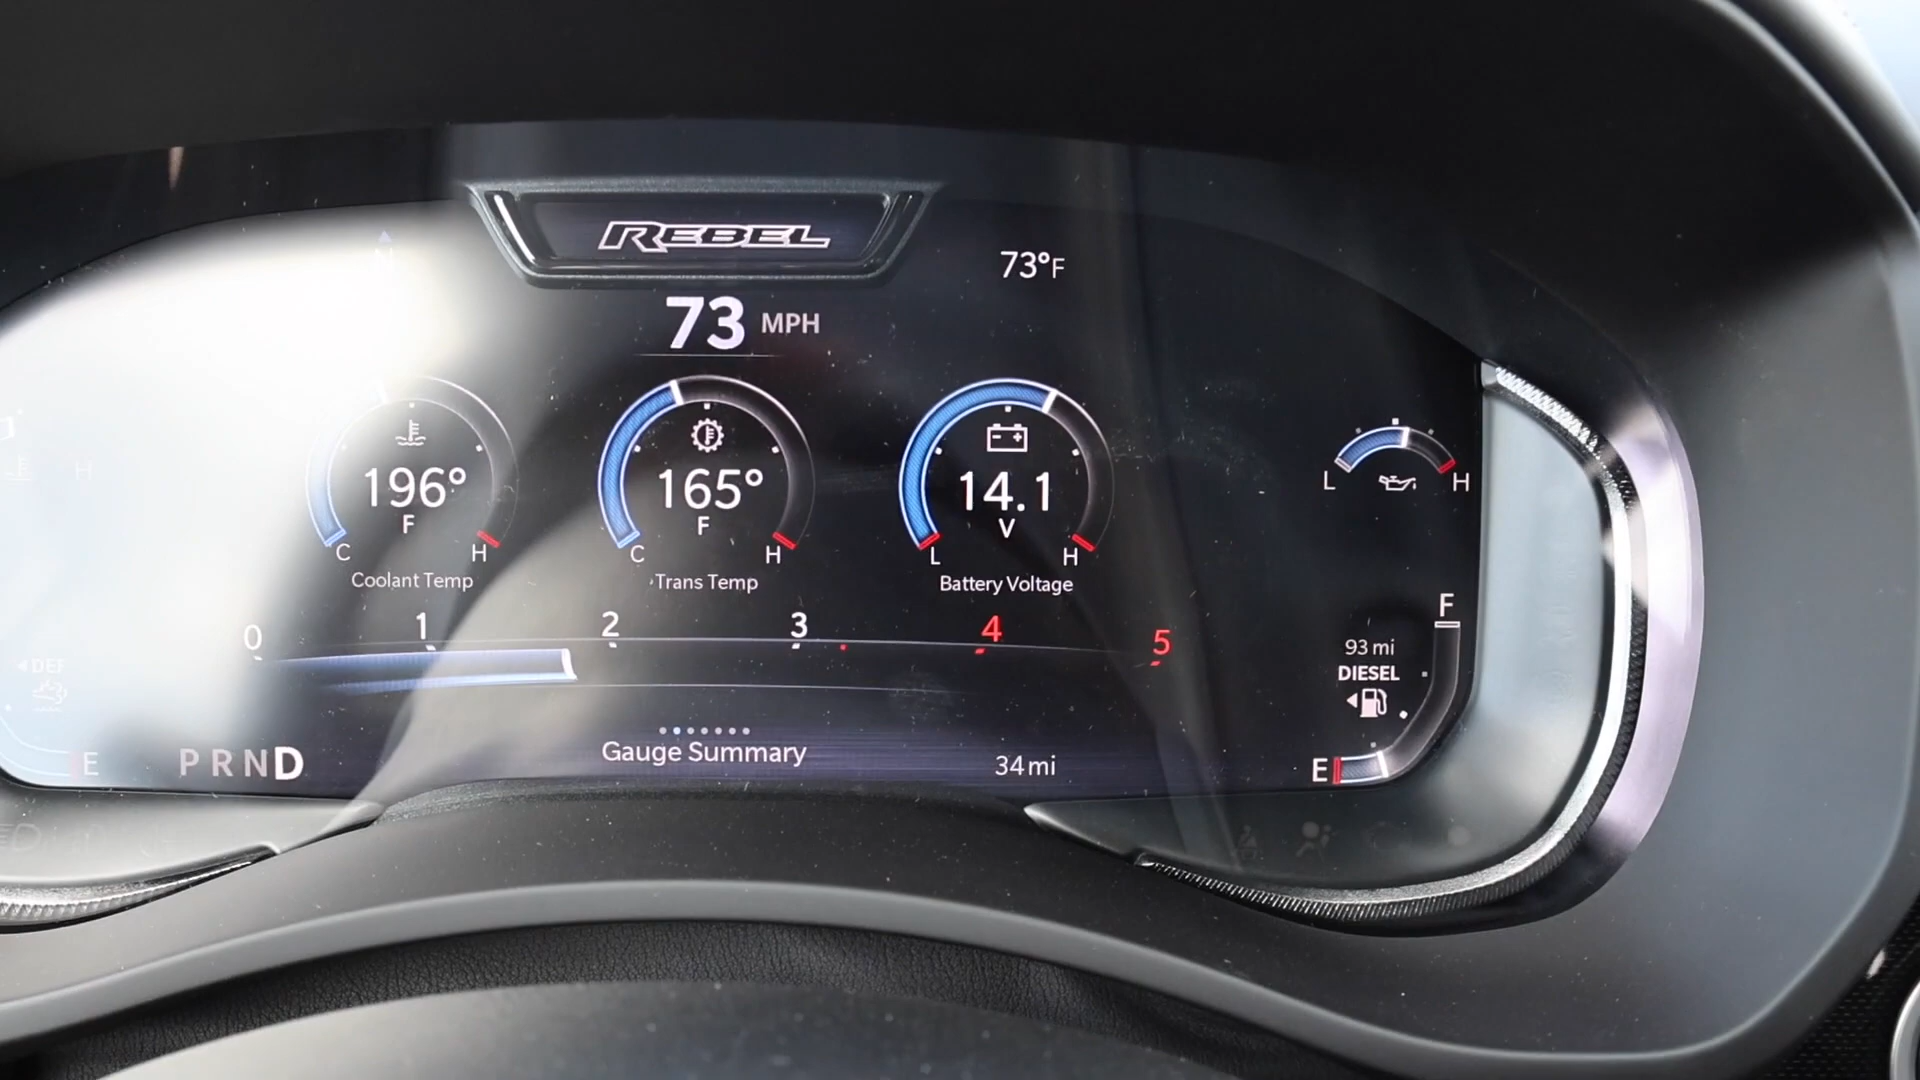 REBEL
N
73°F
73 MPH
196°
F
C H
Coolant Temp
165°
F
C H
Trans Temp
14.1
V
L H
Battery Voltage
L H
H
0 1 2 3 4 5
DEF
E
F
93 mi
DIESEL
E
PRND
Gauge Summary
34 mi